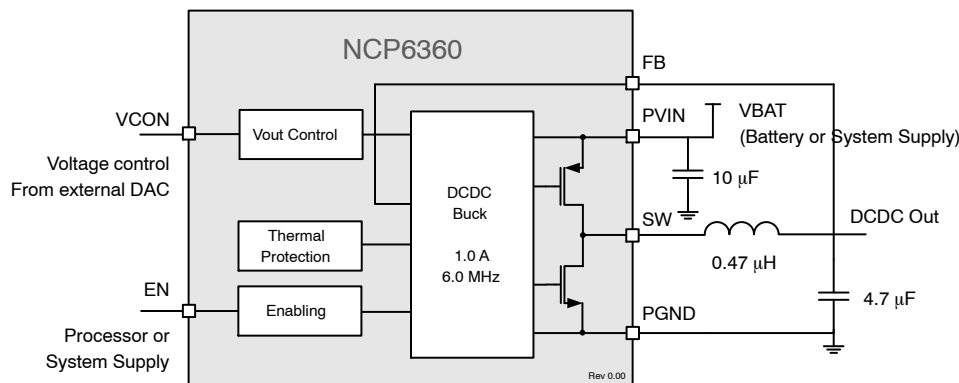 NCP6360
FB
VCON
Vout Control
PVIN
VBAT
(Battery or System Supply)
Voltage control
From external DAC
10 μF
DCDC
Buck
1.0 A
6.0 MHz
Thermal
Protection
SW
DCDC Out
0.47 μH
EN
Enabling
4.7 μF
PGND
Processor or
System Supply
Rev 0.00